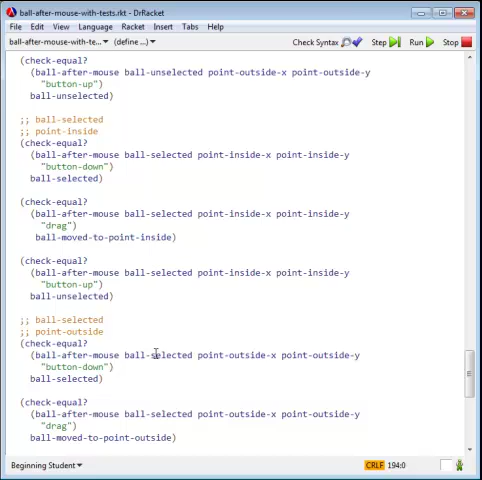 ball-after-mouse-with-tests.rkt - DrRacket
File Edit View Language Racket Insert Tabs Help
ball-after-mouse-with-te... (define ...) Check Syntax Step Run Stop
(check-equal?
(ball-after-mouse ball-unselected point-outside-x point-outside-y
"button-up")
ball-unselected)
;; ball-selected
;; point-inside
(check-equal?
(ball-after-mouse ball-selected point-inside-x point-inside-y
"button-down")
ball-selected)
(check-equal?
(ball-after-mouse ball-selected point-inside-x point-inside-y
"drag")
ball-moved-to-point-inside)
(check-equal?
(ball-after-mouse ball-selected point-inside-x point-inside-y
"button-up")
ball-unselected)
;; ball-selected
;; point-outside
(check-equal?
(ball-after-mouse ball-selected point-outside-x point-outside-y
"button-down")
ball-selected)
(check-equal?
(ball-after-mouse ball-selected point-outside-x point-outside-y
"drag")
ball-moved-to-point-outside)
Beginning Student CRLF 194:0